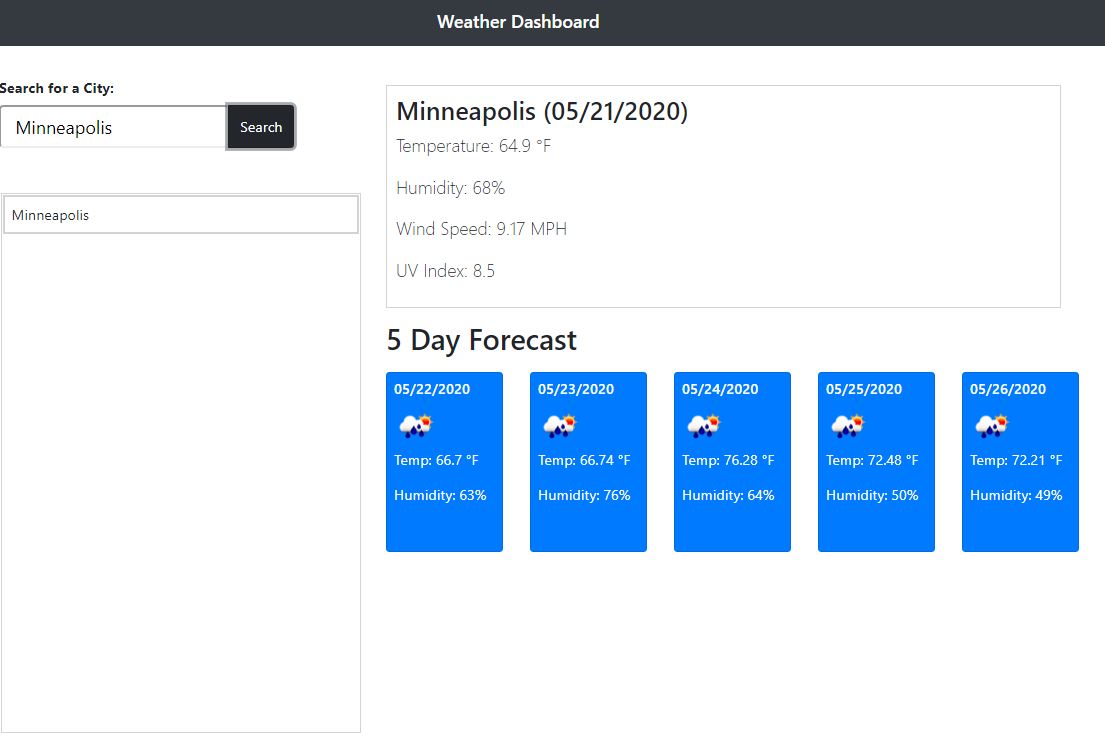 Weather Dashboard
Search for a City:
Minneapolis
Search
Minneapolis
Minneapolis (05/21/2020)
Temperature: 64.9 °F
Humidity: 68%
Wind Speed: 9.17 MPH
UV Index: 8.5
5 Day Forecast
05/22/2020
Temp: 66.7 °F
Humidity: 63%
05/23/2020
Temp: 66.74 °F
Humidity: 76%
05/24/2020
Temp: 76.28 °F
Humidity: 64%
05/25/2020
Temp: 72.48 °F
Humidity: 50%
05/26/2020
Temp: 72.21 °F
Humidity: 49%